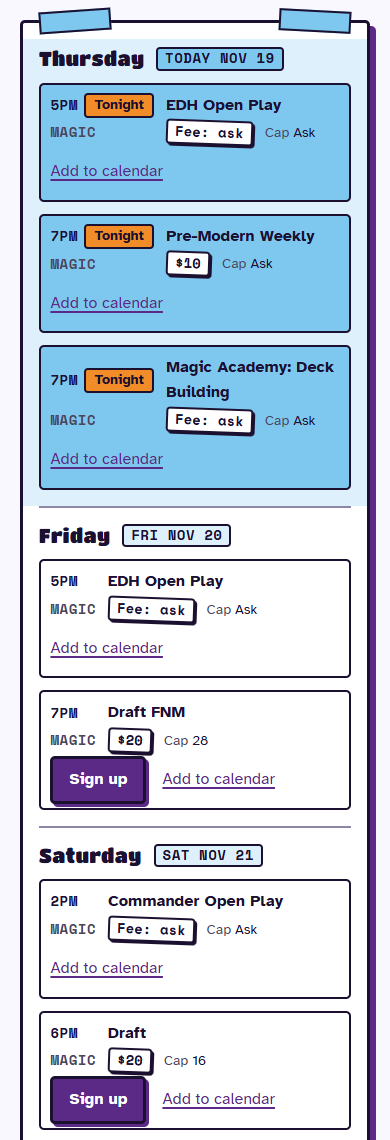 Thursday TODAY NOV 19
5PM Tonight EDH Open Play
MAGIC Fee: ask Cap Ask
Add to calendar
7PM Tonight Pre-Modern Weekly
MAGIC $10 Cap Ask
Add to calendar
7PM Tonight Magic Academy: Deck
Building
MAGIC Fee: ask Cap Ask
Add to calendar
Friday FRI NOV 20
5PM EDH Open Play
MAGIC Fee: ask Cap Ask
Add to calendar
7PM Draft FNM
MAGIC $20 Cap 28
Sign up Add to calendar
Saturday SAT NOV 21
2PM Commander Open Play
MAGIC Fee: ask Cap Ask
Add to calendar
6PM Draft
MAGIC $20 Cap 16
Sign up Add to calendar